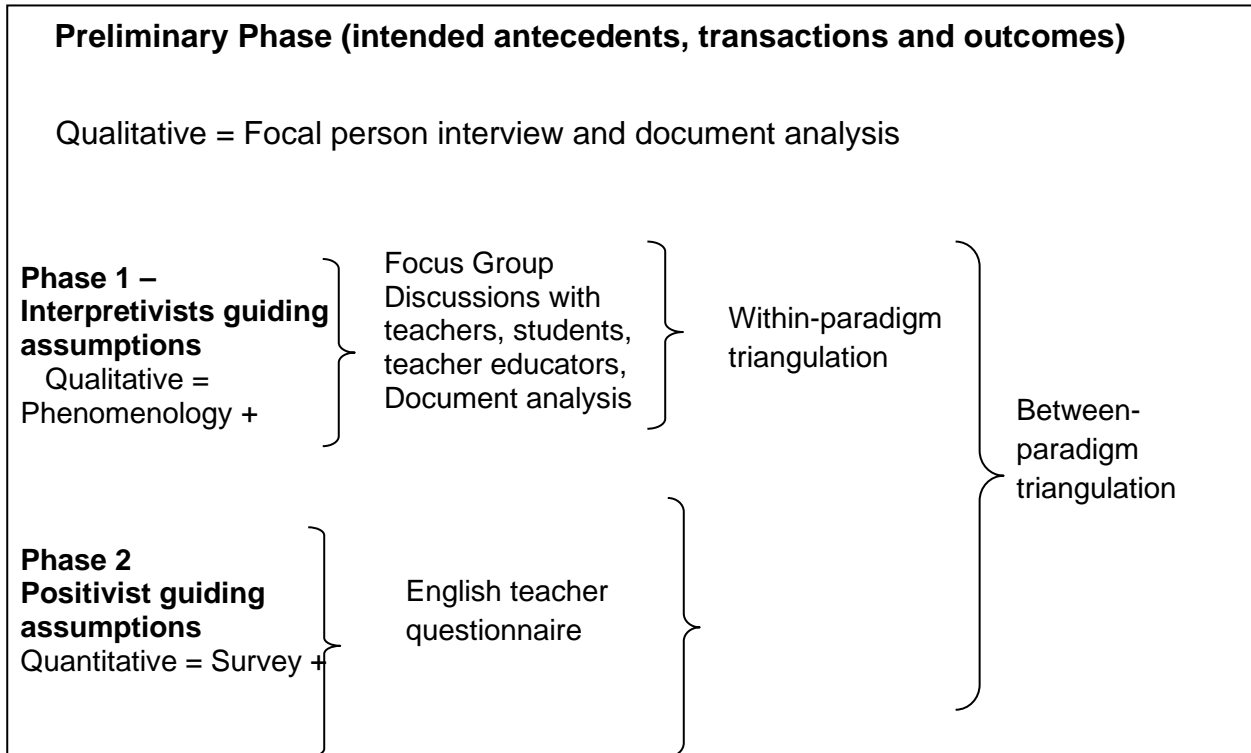 Preliminary Phase (intended antecedents, transactions and outcomes)
Qualitative = Focal person interview and document analysis
Phase 1 –
Interpretivists guiding
assumptions
Qualitative =
Phenomenology +
Focus Group
Discussions with
teachers, students,
teacher educators,
Document analysis
Within-paradigm
triangulation
Phase 2
Positivist guiding
assumptions
Quantitative = Survey +
English teacher
questionnaire
Between-
paradigm
triangulation